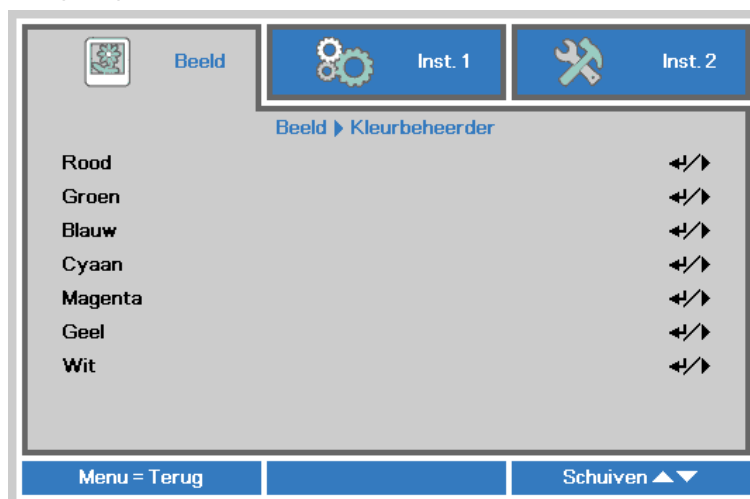 Beeld
Inst. 1
Inst. 2
Beeld ▶ Kleurbeheerder
Rood ↵/▶
Groen ↵/▶
Blauw ↵/▶
Cyaan ↵/▶
Magenta ↵/▶
Geel ↵/▶
Wit ↵/▶
Menu = Terug
Schuiven ▲▼